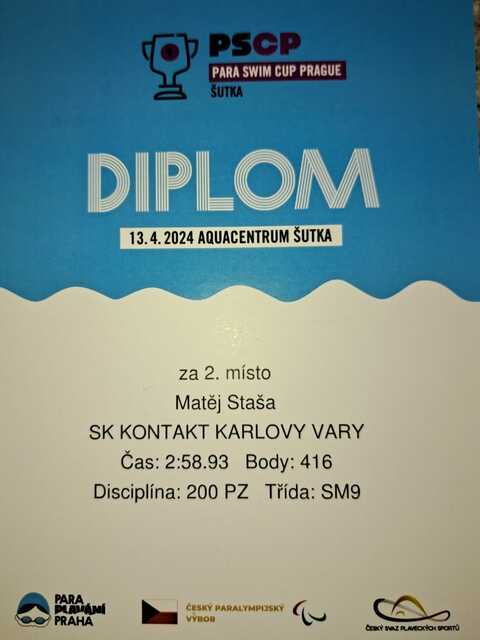 PSCP
PARA SWIM CUP PRAGUE
ŠUTKA
DIPLOM
13. 4. 2024 AQUACENTRUM ŠUTKA
za 2. místo
Matěj Staša
SK KONTAKT KARLOVY VARY
Čas: 2:58.93 Body: 416
Disciplína: 200 PZ Třída: SM9
PARA
PLAVÁNÍ
PRAHA
ČESKÝ PARALYMPIJSKÝ
VÝBOR
ČESKÝ SVAZ PLAVECKÝCH SPORTŮ